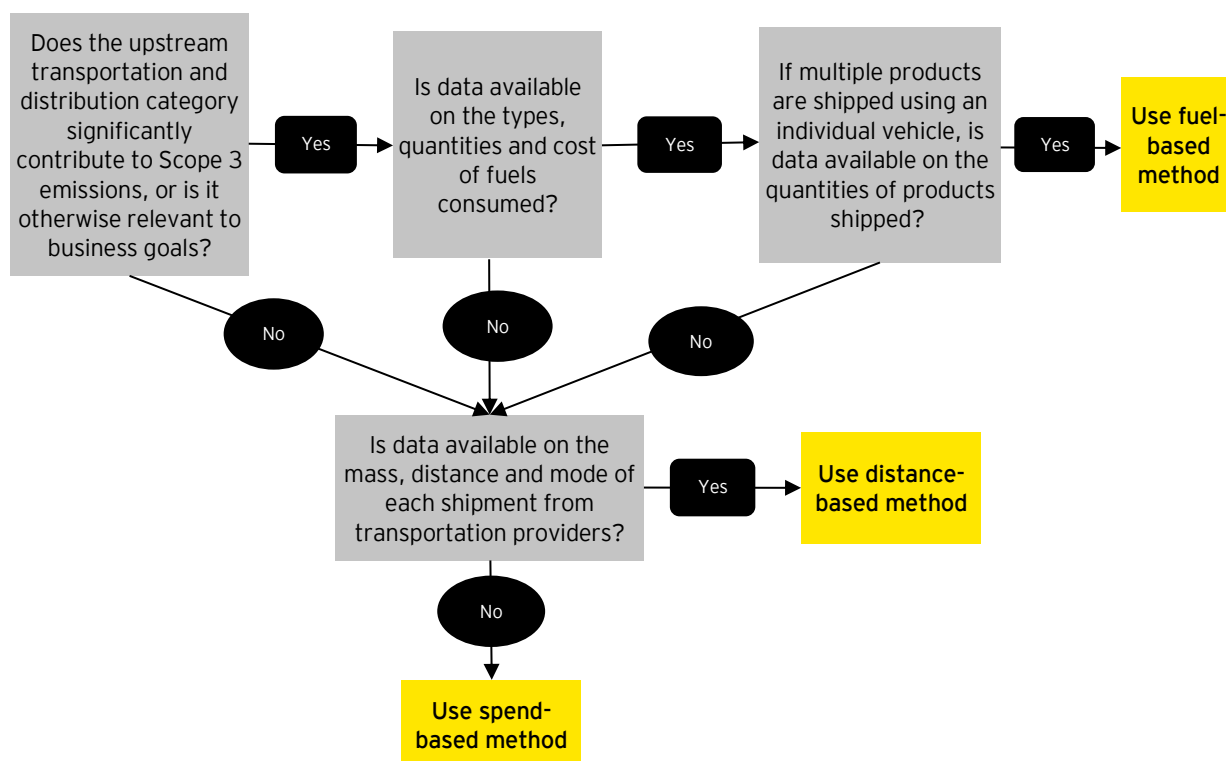 Does the upstream
transportation and
distribution category
significantly
contribute to Scope 3
emissions, or is it
otherwise relevant to
business goals?
Yes
Is data available
on the types,
quantities and cost
of fuels
consumed?
Yes
If multiple products
are shipped using an
individual vehicle, is
data available on the
quantities of products
shipped?
Yes
Use fuel-
based
method
No
No
No
Is data available on the
mass, distance and mode of
each shipment from
transportation providers?
Yes
Use distance-
based method
No
Use spend-
based method